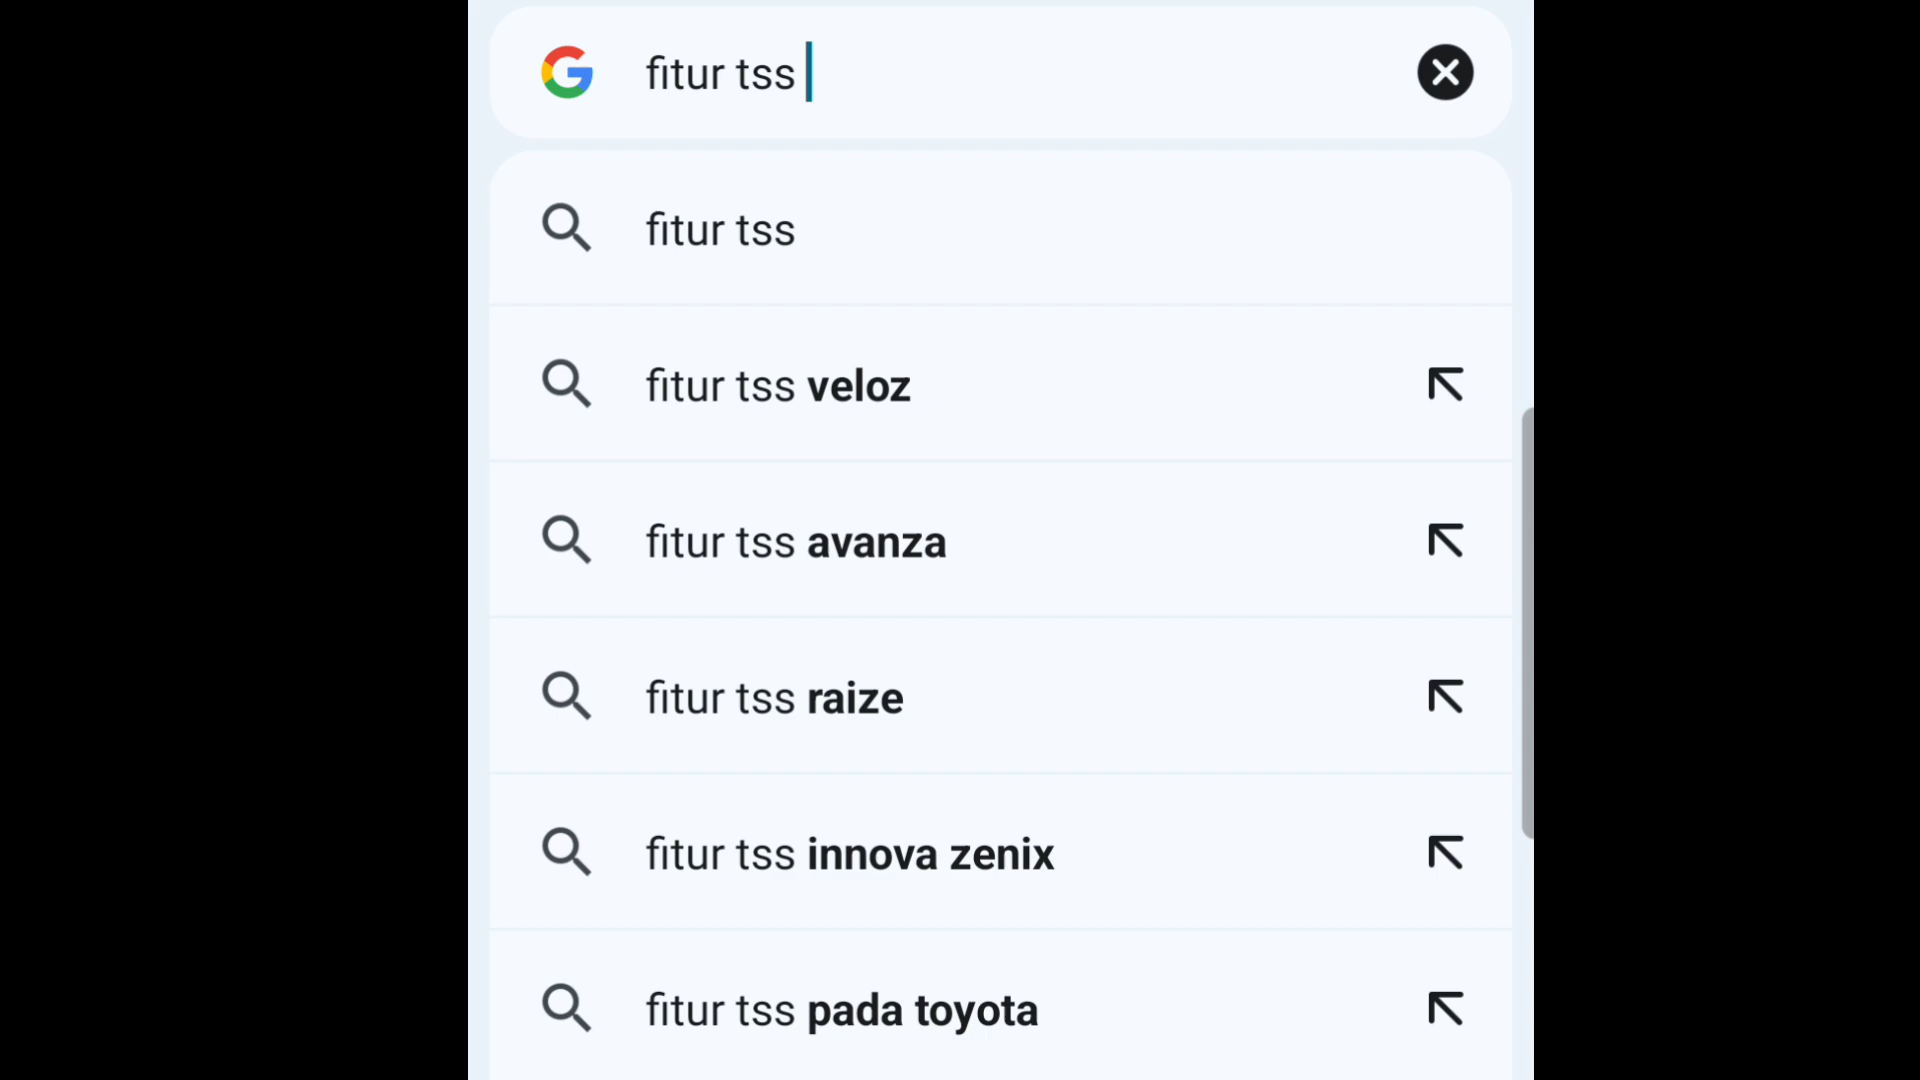 fitur tss
fitur tss
fitur tss veloz
fitur tss avanza
fitur tss raize
fitur tss innova zenix
fitur tss pada toyota